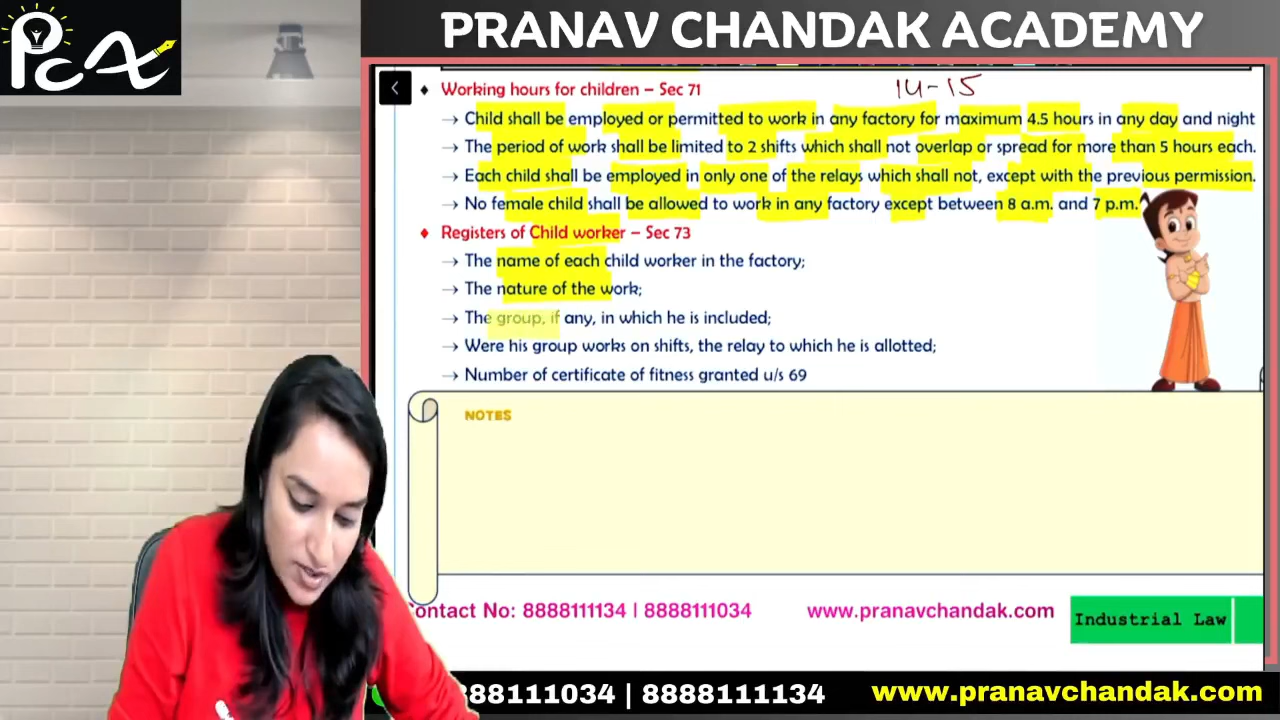 PCA
PRANAV CHANDAK ACADEMY
14-15
♦ Working hours for children – Sec 71
→ Child shall be employed or permitted to work in any factory for maximum 4.5 hours in any day and night
→ The period of work shall be limited to 2 shifts which shall not overlap or spread for more than 5 hours each.
→ Each child shall be employed in only one of the relays which shall not, except with the previous permission.
→ No female child shall be allowed to work in any factory except between 8 a.m. and 7 p.m.
♦ Registers of Child worker – Sec 73
→ The name of each child worker in the factory;
→ The nature of the work;
→ The group, if any, in which he is included;
→ Were his group works on shifts, the relay to which he is allotted;
→ Number of certificate of fitness granted u/s 69
NOTES
Contact No: 8888111134 | 8888111034 www.pranavchandak.com
Industrial Law
888111034 | 8888111134 www.pranavchandak.com